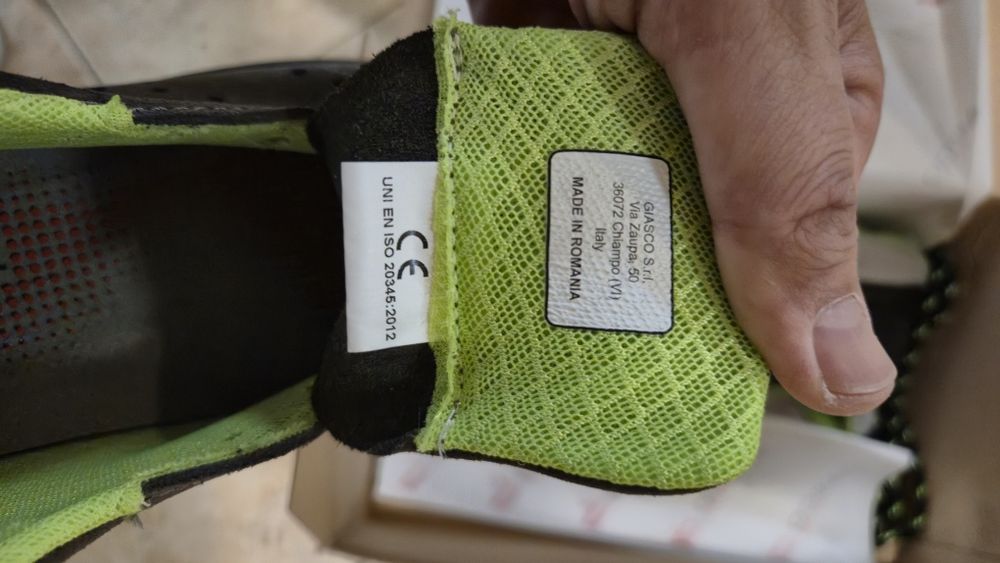 CE
UNI EN ISO 20345:2012
GIASCO S.r.l.
Via Zaupa, 50
36072 Chiampo (VI)
Italy
MADE IN ROMANIA